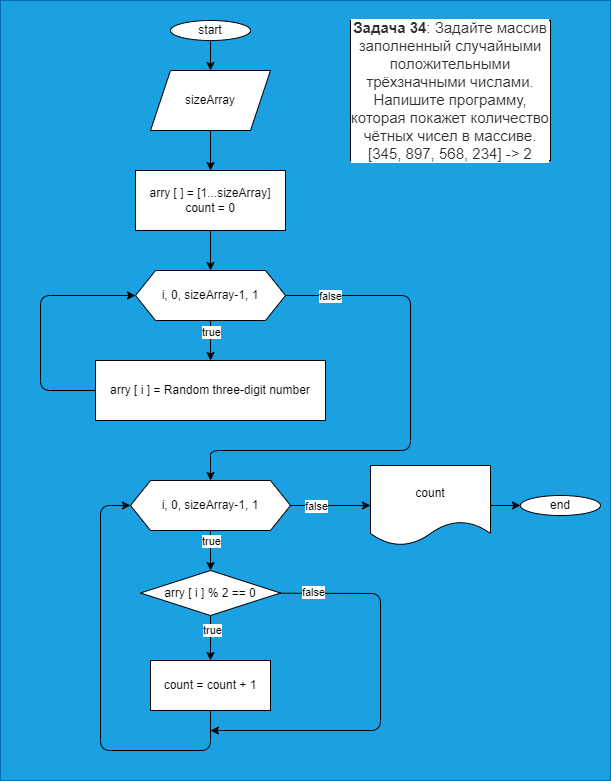 start
Задача 34: Задайте массив
заполненный случайными
положительными
трёхзначными числами.
Напишите программу,
которая покажет количество
чётных чисел в массиве.
[345, 897, 568, 234] -> 2
sizeArray
arry [ ] = [1...sizeArray]
count = 0
i, 0, sizeArray-1, 1
false
true
arry [ i ] = Random three-digit number
i, 0, sizeArray-1, 1
false
count
end
true
arry [ i ] % 2 == 0
false
true
count = count + 1